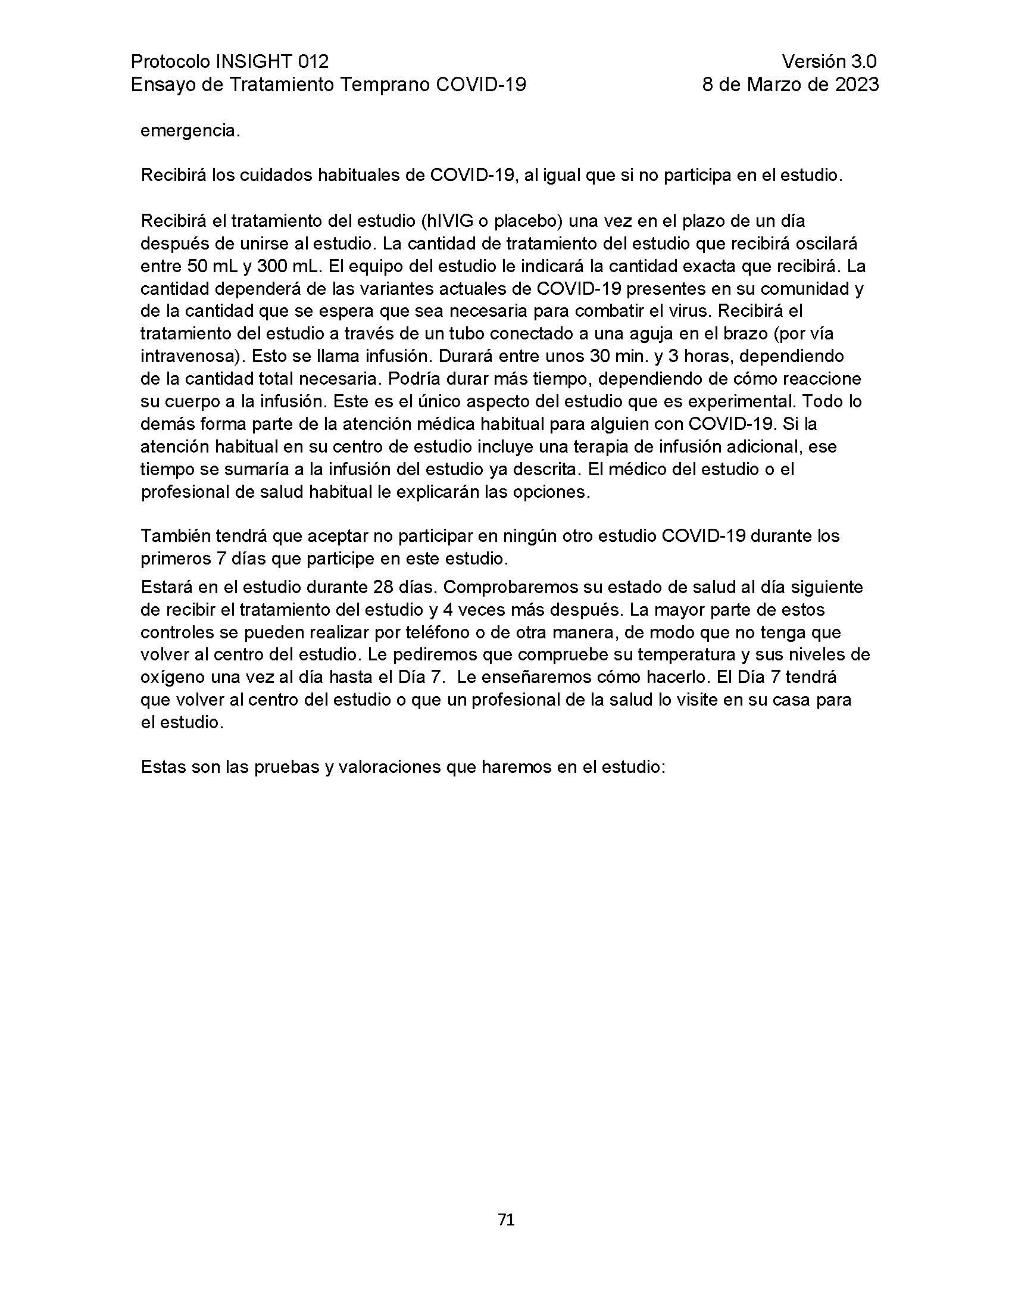 Protocolo INSIGHT 012 Versión 3.0
Ensayo de Tratamiento Temprano COVID-19 8 de Marzo de 2023
emergencia.
Recibirá los cuidados habituales de COVID-19, al igual que si no participa en el estudio.
Recibirá el tratamiento del estudio (hIVIG o placebo) una vez en el plazo de un día
después de unirse al estudio. La cantidad de tratamiento del estudio que recibirá oscilará
entre 50 mL y 300 mL. El equipo del estudio le indicará la cantidad exacta que recibirá. La
cantidad dependerá de las variantes actuales de COVID-19 presentes en su comunidad y
de la cantidad que se espera que sea necesaria para combatir el virus. Recibirá el
tratamiento del estudio a través de un tubo conectado a una aguja en el brazo (por vía
intravenosa). Esto se llama infusión. Durará entre unos 30 min. y 3 horas, dependiendo
de la cantidad total necesaria. Podría durar más tiempo, dependiendo de cómo reaccione
su cuerpo a la infusión. Este es el único aspecto del estudio que es experimental. Todo lo
demás forma parte de la atención médica habitual para alguien con COVID-19. Si la
atención habitual en su centro de estudio incluye una terapia de infusión adicional, ese
tiempo se sumaría a la infusión del estudio ya descrita. El médico del estudio o el
profesional de salud habitual le explicarán las opciones.
También tendrá que aceptar no participar en ningún otro estudio COVID-19 durante los
primeros 7 días que participe en este estudio.
Estará en el estudio durante 28 días. Comprobaremos su estado de salud al día siguiente
de recibir el tratamiento del estudio y 4 veces más después. La mayor parte de estos
controles se pueden realizar por teléfono o de otra manera, de modo que no tenga que
volver al centro del estudio. Le pediremos que compruebe su temperatura y sus niveles de
oxígeno una vez al día hasta el Día 7. Le enseñaremos cómo hacerlo. El Día 7 tendrá
que volver al centro del estudio o que un profesional de la salud lo visite en su casa para
el estudio.
Estas son las pruebas y valoraciones que haremos en el estudio:
71